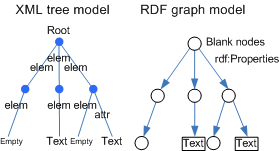 XML tree model
RDF graph model
Root
Blank nodes
rdf:Properties
elem
elem
elem
elem
elem
elem
attr
Empty
Text
Empty
Text
Text
Text